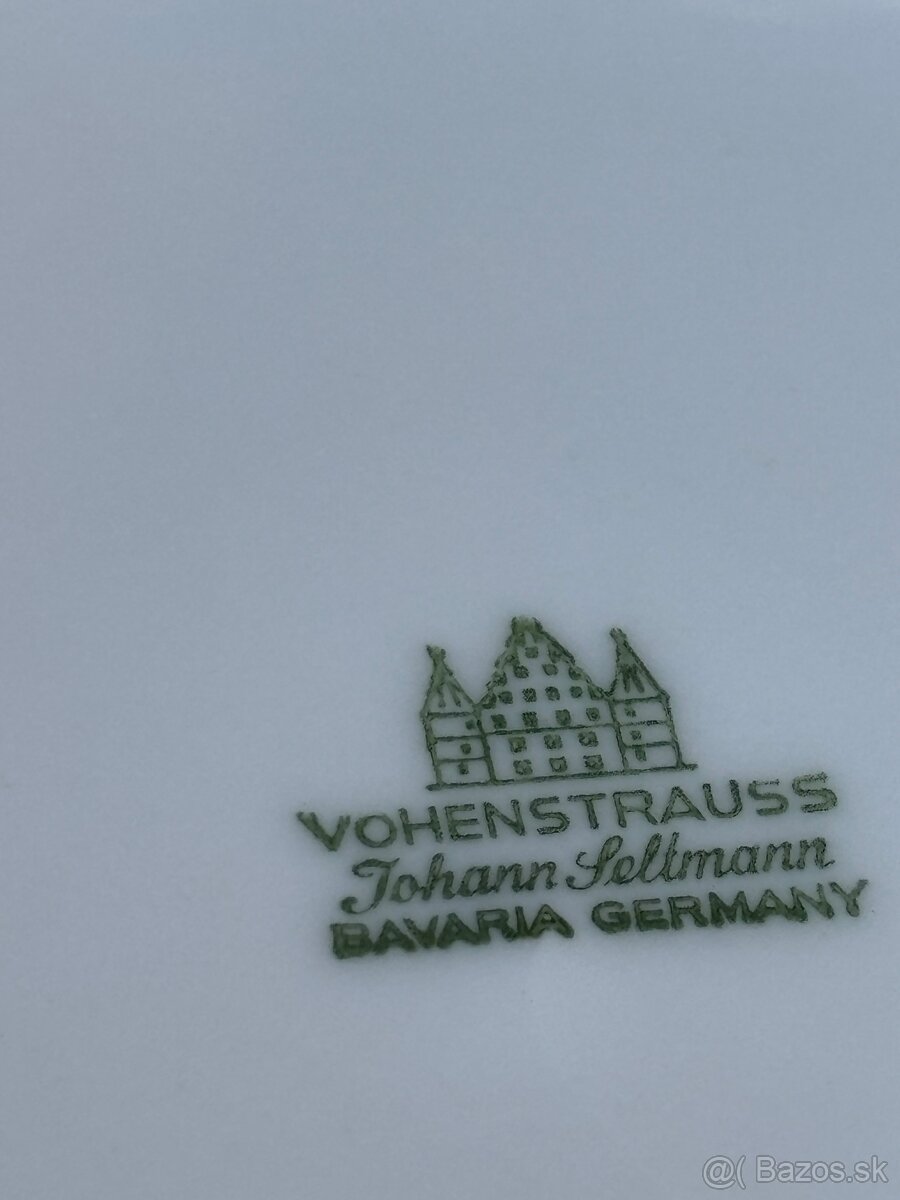 VOHENSTRAUSS
Johann Seltmann
BAVARIA GERMANY
@( Bazos.sk